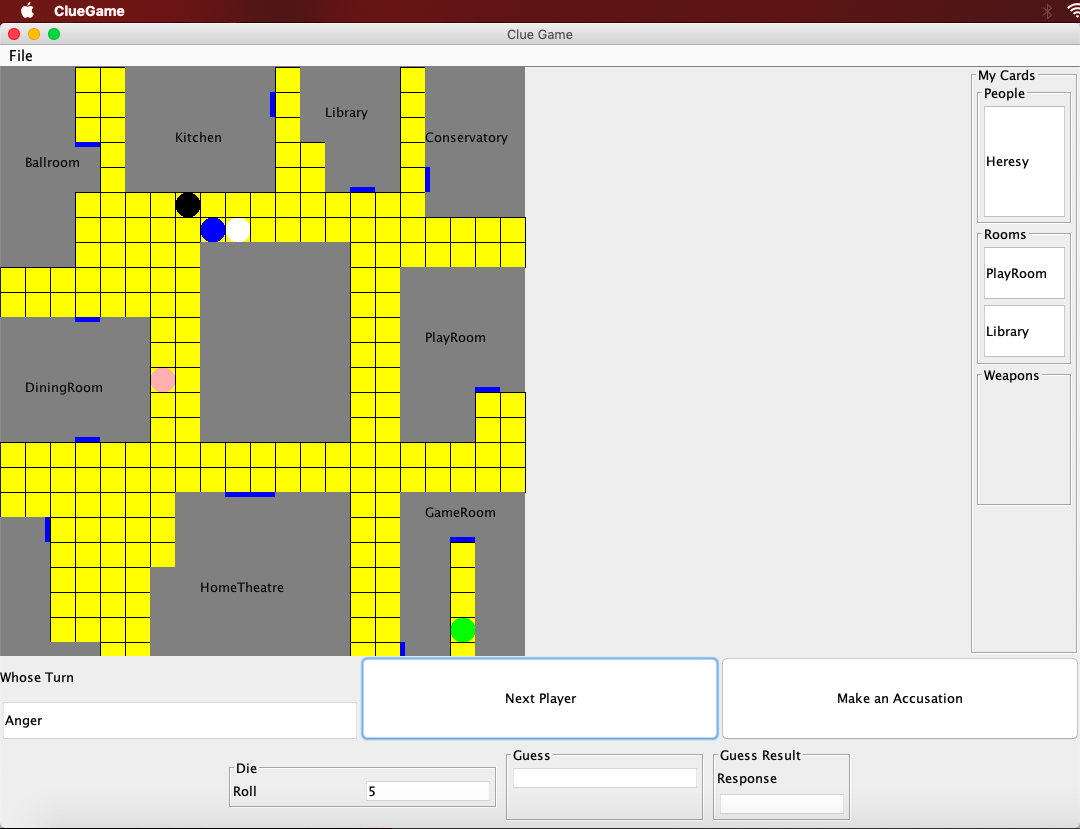 ClueGame
Clue Game
File
Library
Kitchen
Conservatory
Ballroom
PlayRoom
DiningRoom
GameRoom
HomeTheatre
My Cards
People
Heresy
Rooms
PlayRoom
Library
Weapons
Whose Turn
Anger
Next Player
Make an Accusation
Die
Roll
5
Guess
Guess Result
Response